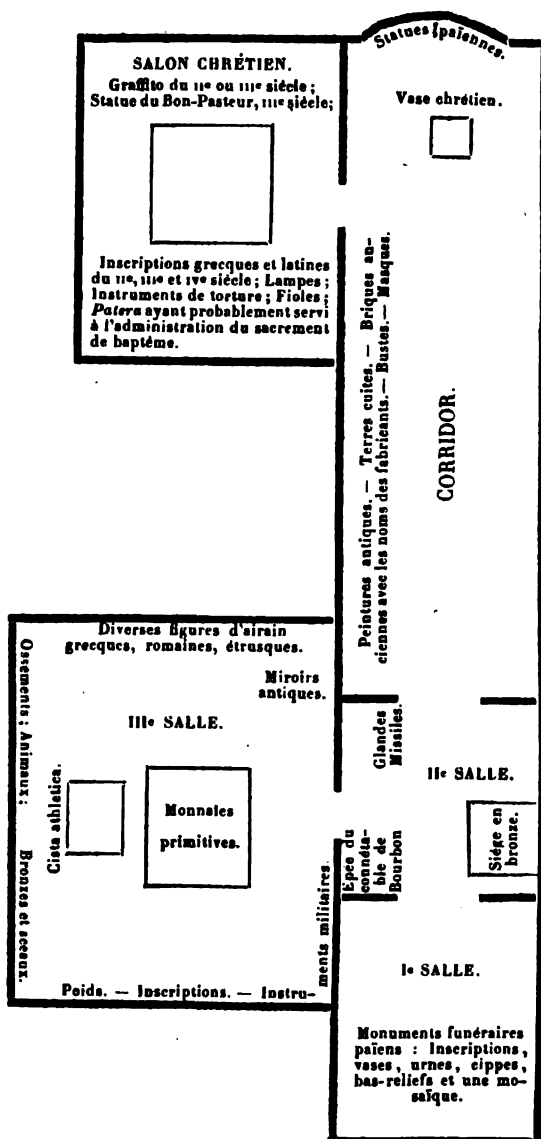 Statues païennes.
SALON CHRÉTIEN.
Graffito du IIe ou IIIe siécle ;
Statue du Bon-Pasteur, IIIe siécle;
Vase chrétien.
Inscriptions grecques et latines
du IIe, IIIe et IVe siécle ; Lampes ;
Instruments de torture ; Fioles ;
Patera ayant probablement servi
à l'administration du sacrement
de baptême.
Peintures antiques. — Terres cuites. — Briques an-
ciennes avec les noms des fabricants. — Bustes. — Masques.
CORRIDOR.
Diverses figures d'airain
grecques, romaines, étrusques.
Miroirs
antiques.
Ossements ; Animaux ; Bronzes et sceaux.
IIIe SALLE.
Cista athletica.
Monnaies
primitives.
Poids. — Inscriptions. — Instru-
ments militaires.
Glandes
Missiles.
IIe SALLE.
Siége en
bronze.
Epée du
connéta-
ble de
Bourbon
Ie SALLE.
Monuments funéraires
païens : Inscriptions,
vases, urnes, cippes,
bas-reliefs et une mo-
saïque.